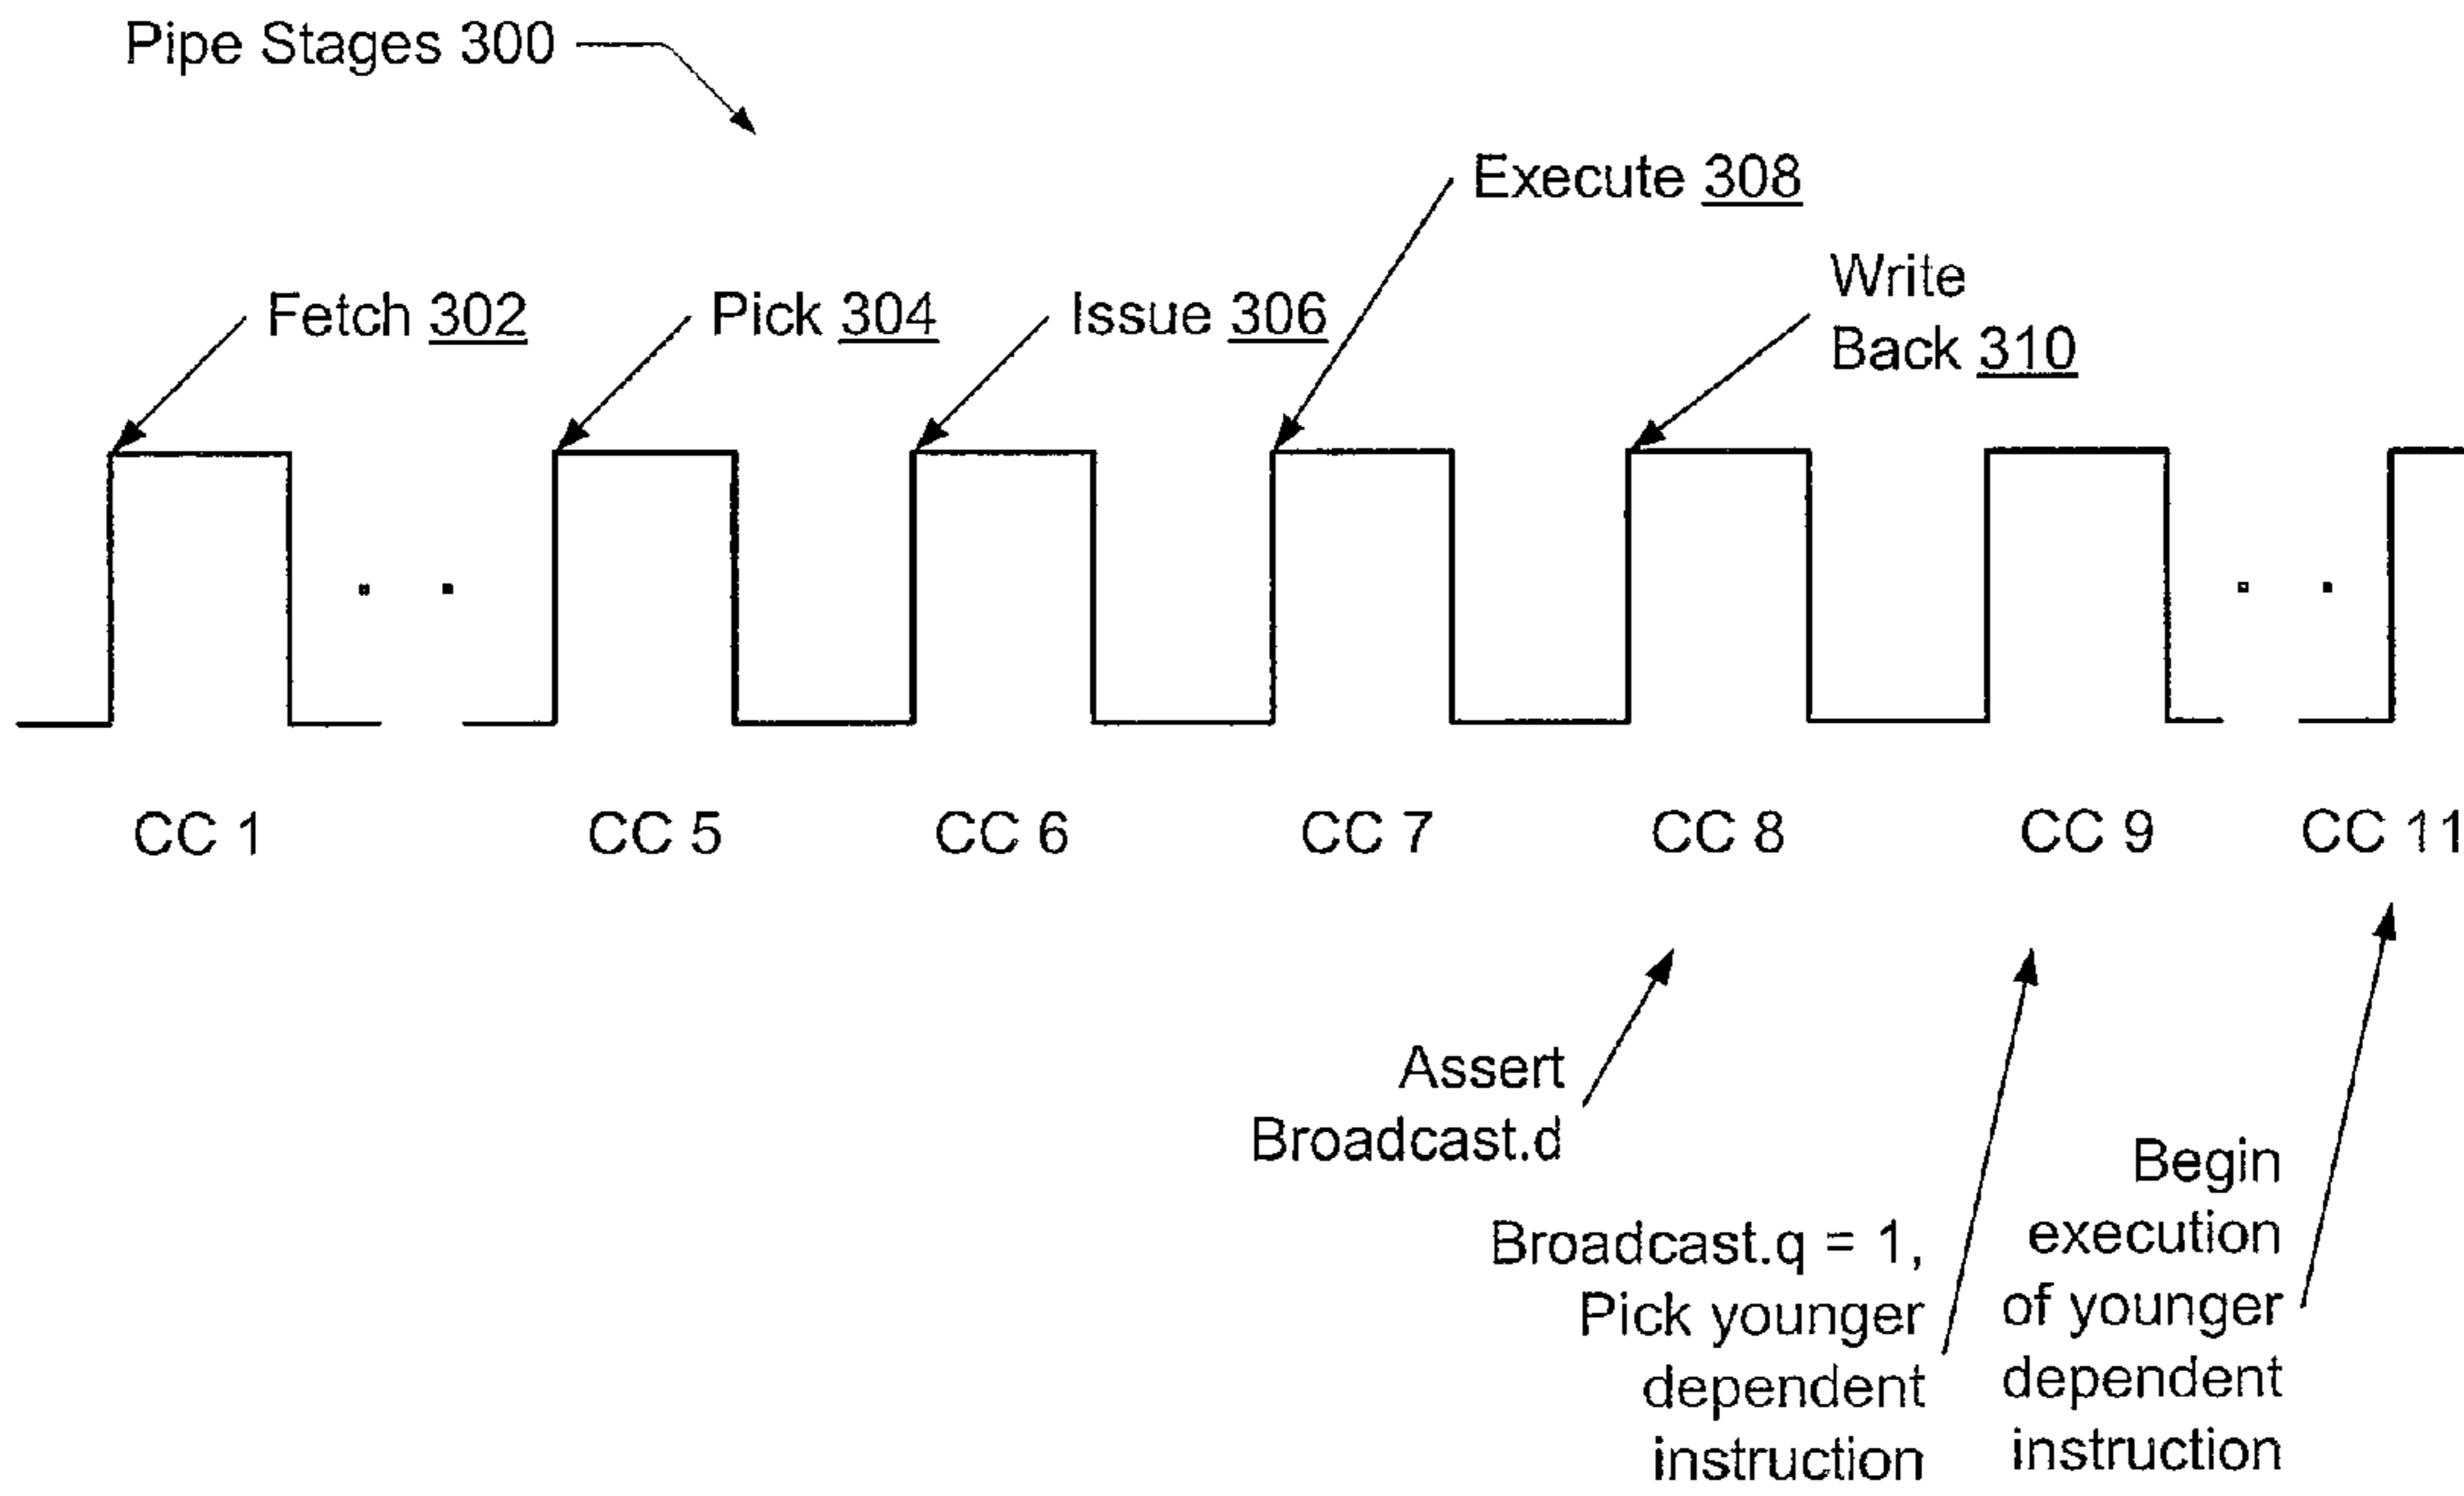 Pipe Stages 300
Execute 308
Write
Back 310
Fetch 302
Pick 304
Issue 306
CC 1
CC 5
CC 6
CC 7
CC 8
CC 9
CC 11
Assert
Broadcast.d
Broadcast.q = 1,
Pick younger
dependent
instruction
Begin
execution
of younger
dependent
instruction